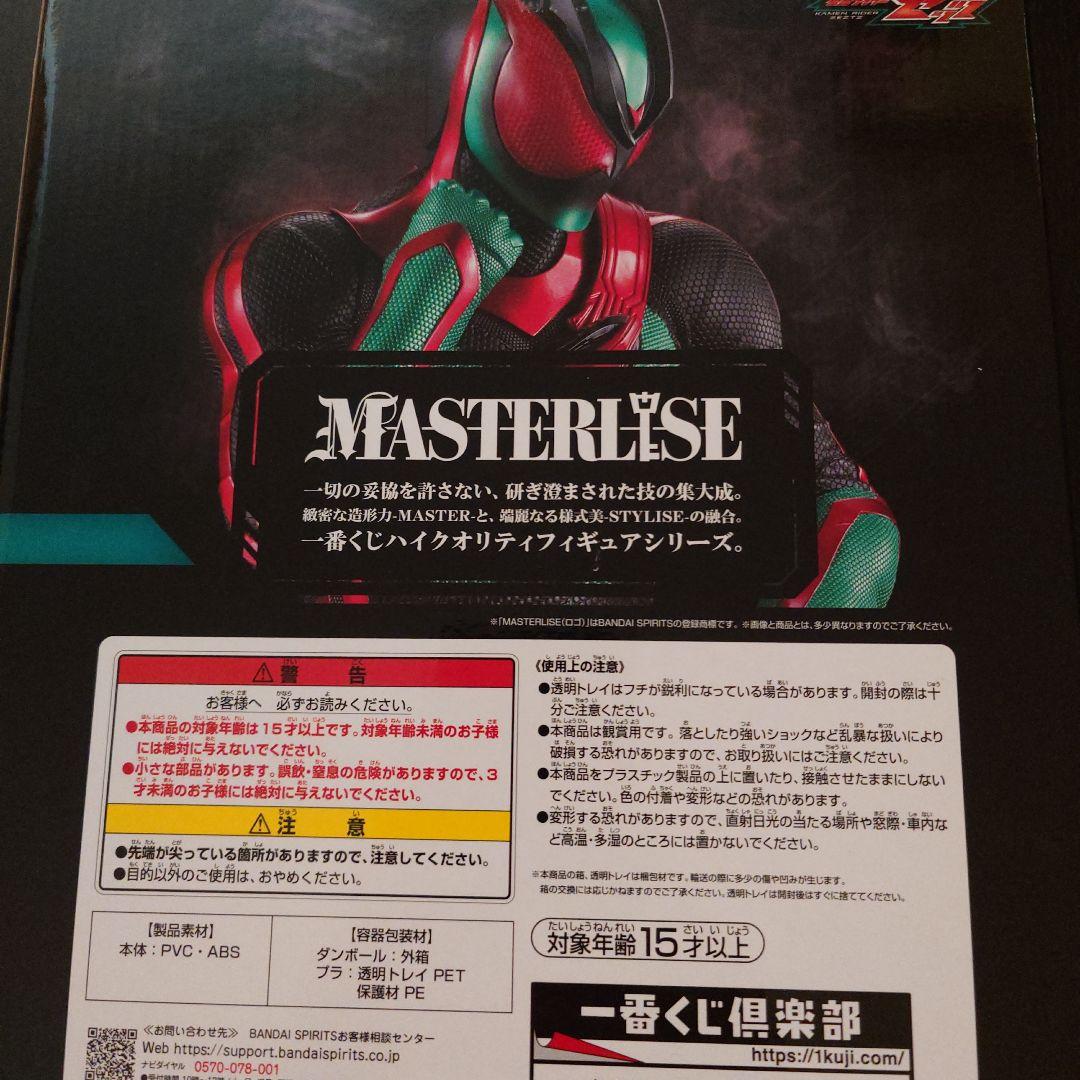 KAMEN RIDER
ZEZTZ
MASTERLISE
一切の妥協を許さない、研ぎ澄まされた技の集大成。
緻密な造形力-MASTER-と、端麗なる様式美-STYLISE-の融合。
一番くじハイクオリティフィギュアシリーズ。
※「MASTERLISE(ロゴ)」はBANDAI SPIRITSの登録商標です。 ※画像と商品とは、多少異なりますのでご了承ください。
⚠警告
お客様へ 必ずお読みください。
●本商品の対象年齢は15才以上です。対象年齢未満のお子様
には絶対に与えないでください。
●小さな部品があります。誤飲・窒息の危険がありますので、3
才未満のお子様には絶対に与えないでください。
⚠注意
●先端が尖っている箇所がありますので、注意してください。
●目的以外のご使用は、おやめください。
【製品素材】
本体:PVC・ABS
【容器包装材】
ダンボール:外箱
プラ:透明トレイ PET
保護材 PE
≪お問い合わせ先≫ BANDAI SPIRITSお客様相談センター
Web https://support.bandaispirits.co.jp
ナビダイヤル 0570-078-001
●受付時間 10時~17時
《使用上の注意》
●透明トレイはフチが鋭利になっている場合があります。開封の際は十
分ご注意ください。
●本商品は観賞用です。落としたり強いショックなど乱暴な扱いにより
破損する恐れがありますので、お取り扱いにはご注意ください。
●本商品をプラスチック製品の上に置いたり、接触させたままにしない
でください。色の付着や変形などの恐れがあります。
●変形する恐れがありますので、直射日光の当たる場所や窓際・車内な
ど高温・多湿のところには置かないでください。
※本商品の箱、透明トレイは梱包材です。輸送の際に多少の傷や凹みが生じます。
箱の交換には応じかねますのでご了承ください。透明トレイは開封後はすぐに捨ててください。
対象年齢15才以上
一番くじ倶楽部
https://1kuji.com/